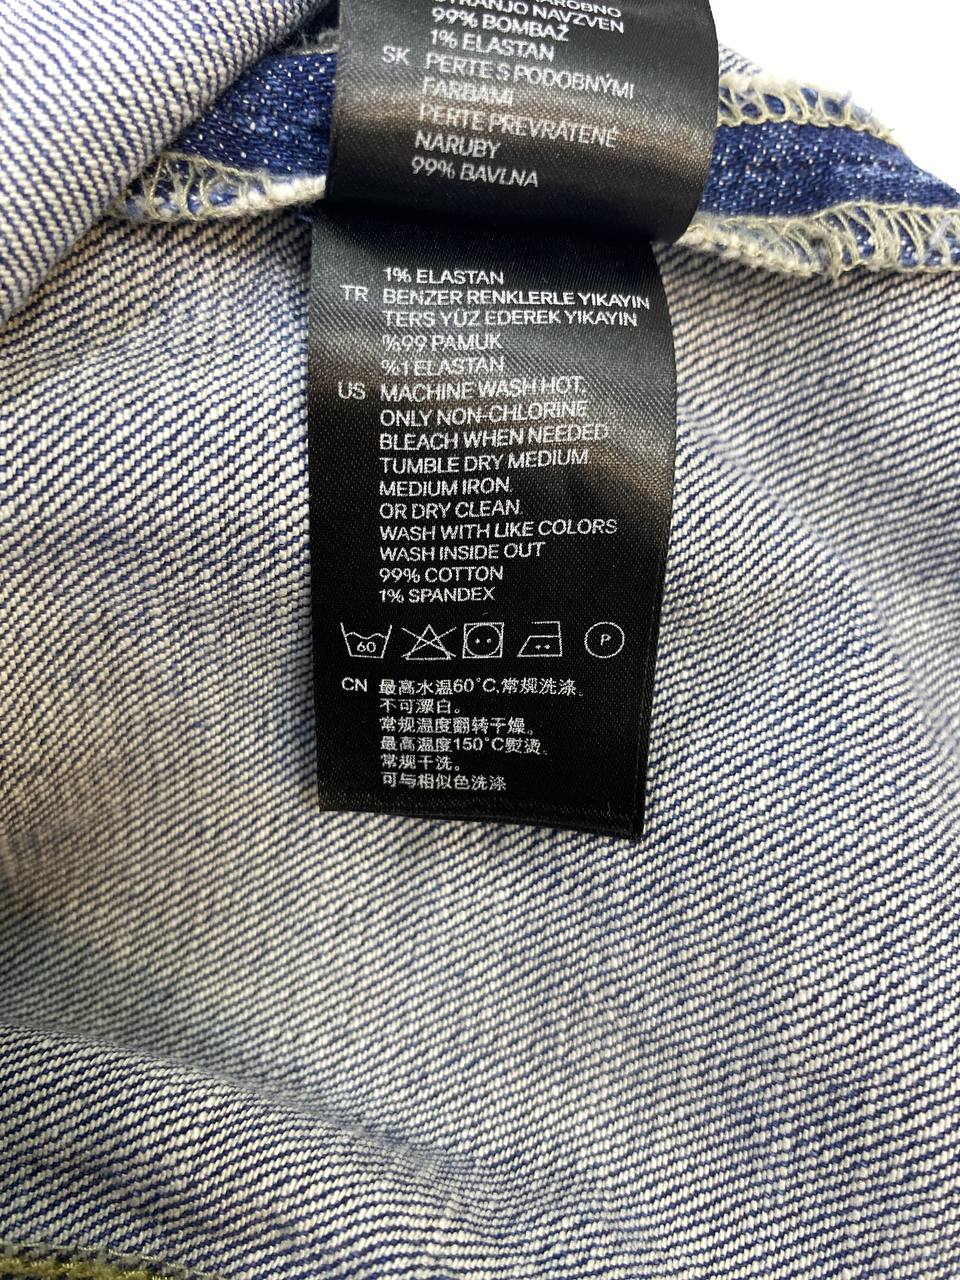 NAROBNO
STRANJO NAVZVEN
99% BOMBAŽ
1% ELASTAN
SK PERTE S PODOBNÝMI
FARBAMI
PERTE PREVRÁTENÉ
NARUBY
99% BAVLNA
1% ELASTAN
TR BENZER RENKLERLE YIKAYIN
TERS YÜZ EDEREK YIKAYIN
%99 PAMUK
%1 ELASTAN
US MACHINE WASH HOT,
ONLY NON-CHLORINE
BLEACH WHEN NEEDED
TUMBLE DRY MEDIUM
MEDIUM IRON.
OR DRY CLEAN.
WASH WITH LIKE COLORS
WASH INSIDE OUT
99% COTTON
1% SPANDEX
60 P
CN 最高水温60°C,常规洗涤。
不可漂白。
常规温度翻转干燥。
最高温度150°C熨烫。
常规干洗。
可与相似色洗涤